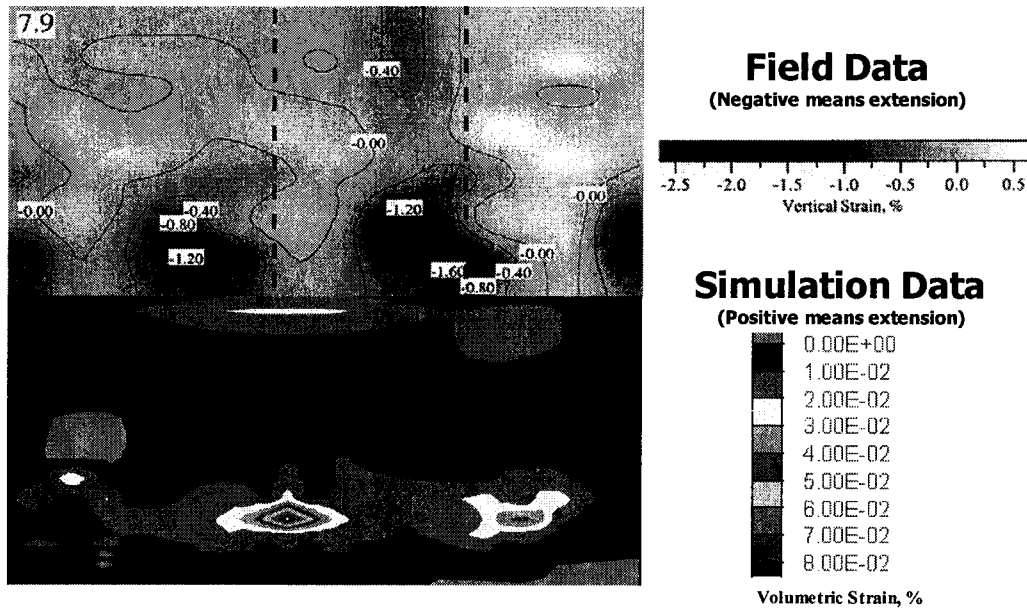 7.9
-0.40
-0.00
-0.00
-0.40
-0.80
-1.20
-1.20
-0.00
-1.60
-0.40
-0.80
Field Data
(Negative means extension)
-2.5 -2.0 -1.5 -1.0 -0.5 0.0 0.5
Vertical Strain, %
Simulation Data
(Positive means extension)
0.00E+00
1.00E-02
2.00E-02
3.00E-02
4.00E-02
5.00E-02
6.00E-02
7.00E-02
8.00E-02
Volumetric Strain, %